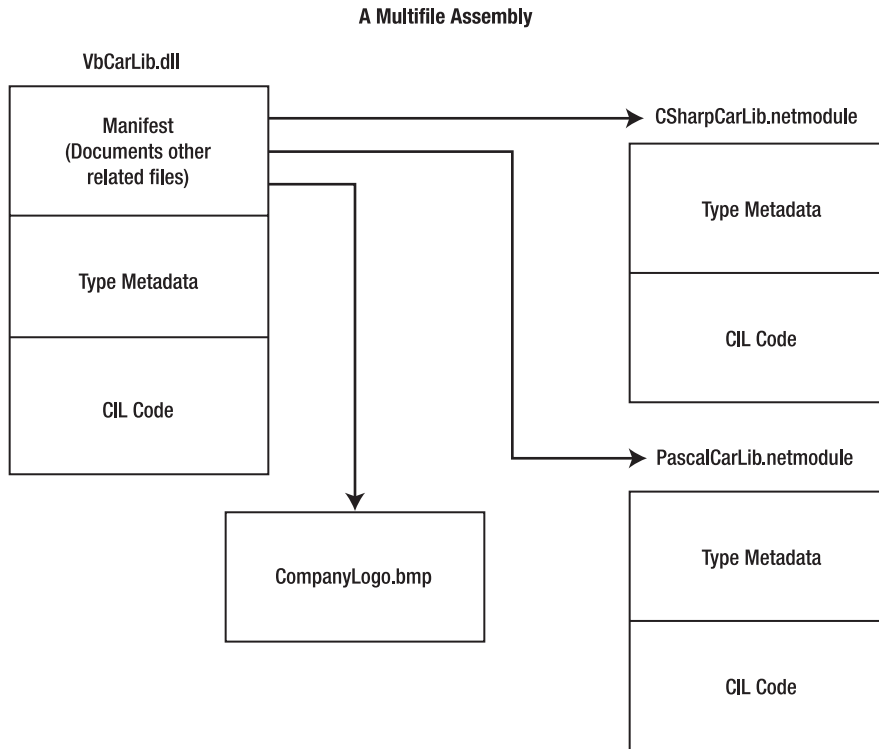 A Multifile Assembly
VbCarLib.dll
Manifest
(Documents other
related files)
Type Metadata
CIL Code
CompanyLogo.bmp
CSharpCarLib.netmodule
Type Metadata
CIL Code
PascalCarLib.netmodule
Type Metadata
CIL Code